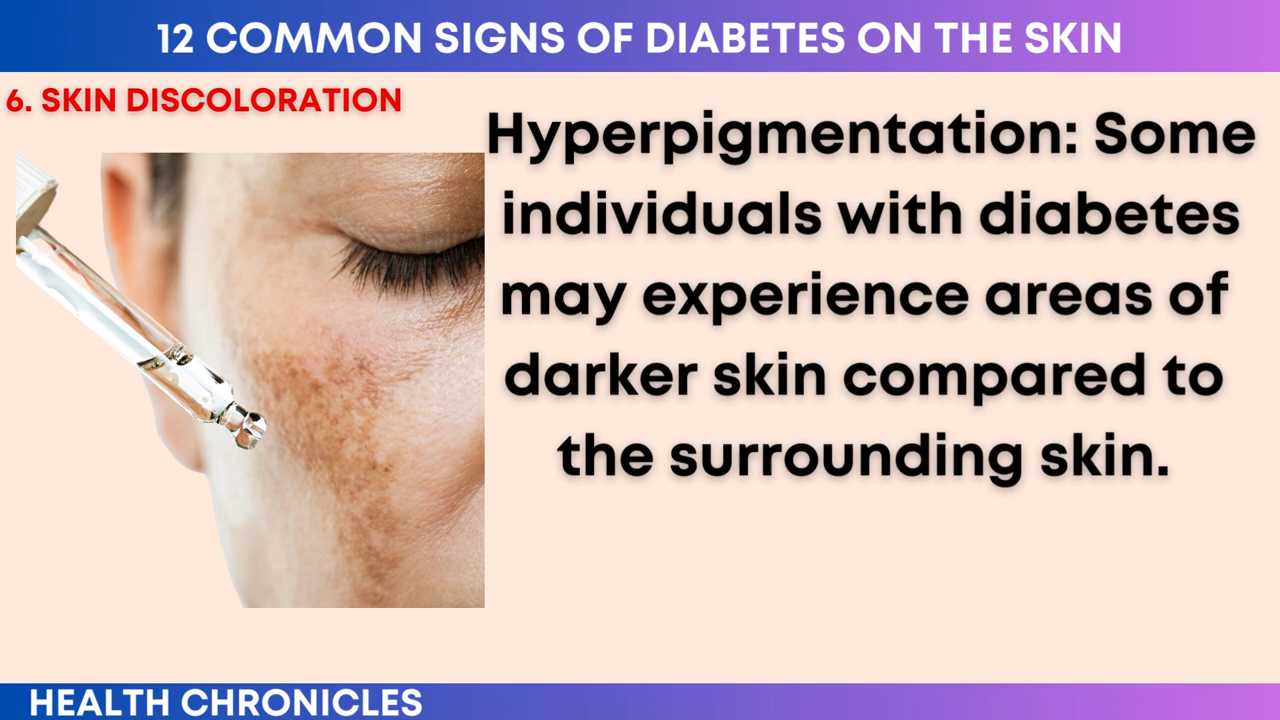 12 COMMON SIGNS OF DIABETES ON THE SKIN
6. SKIN DISCOLORATION
Hyperpigmentation: Some
individuals with diabetes
may experience areas of
darker skin compared to
the surrounding skin.
HEALTH CHRONICLES